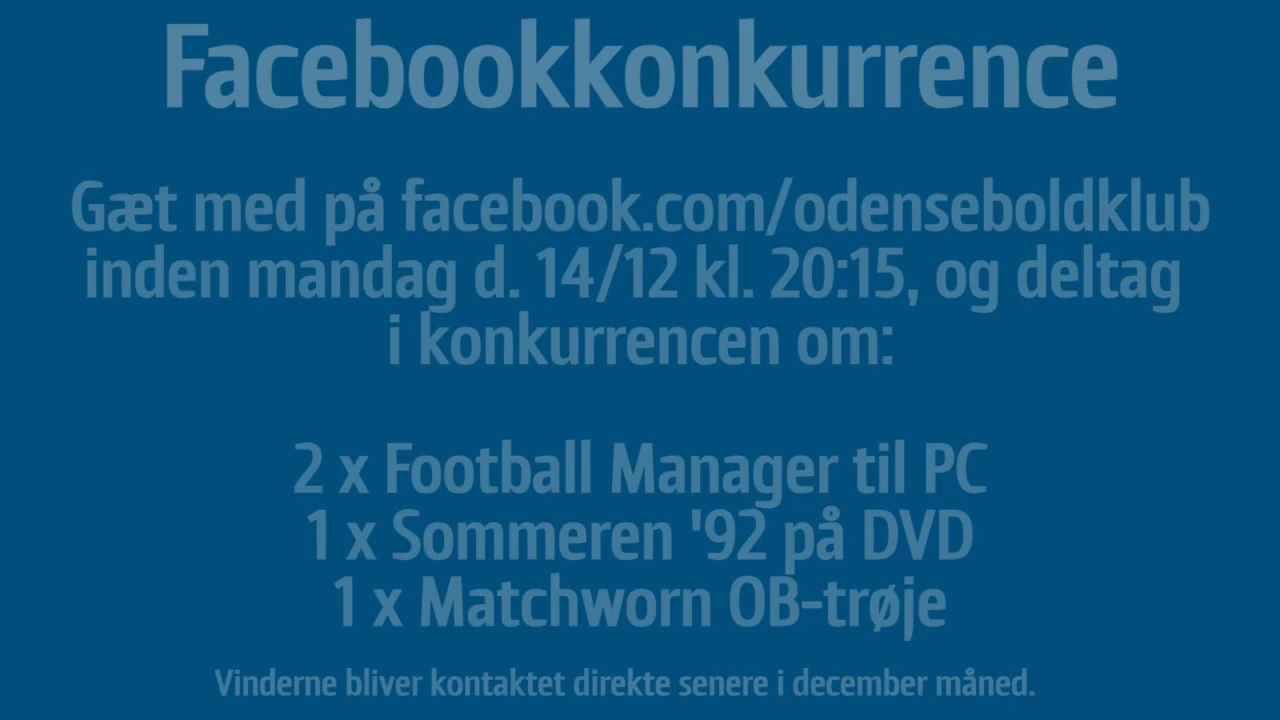 Facebookkonkurrence
Gæt med på facebook.com/odenseboldklub
inden mandag d. 14/12 kl. 20:15, og deltag
i konkurrencen om:
2 x Football Manager til PC
1 x Sommeren '92 på DVD
1 x Matchworn OB-trøje
Vinderne bliver kontaktet direkte senere i december måned.